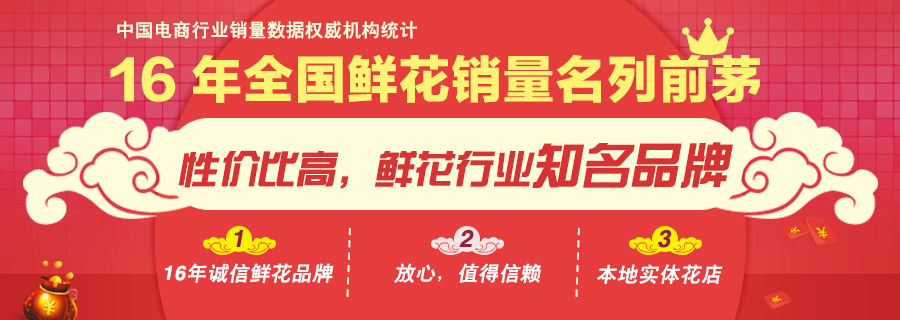 中国电商行业销量数据权威机构统计
16年全国鲜花销量名列前茅
性价比高，鲜花行业知名品牌
1 2 3
16年诚信鲜花品牌 放心，值得信赖 本地实体花店